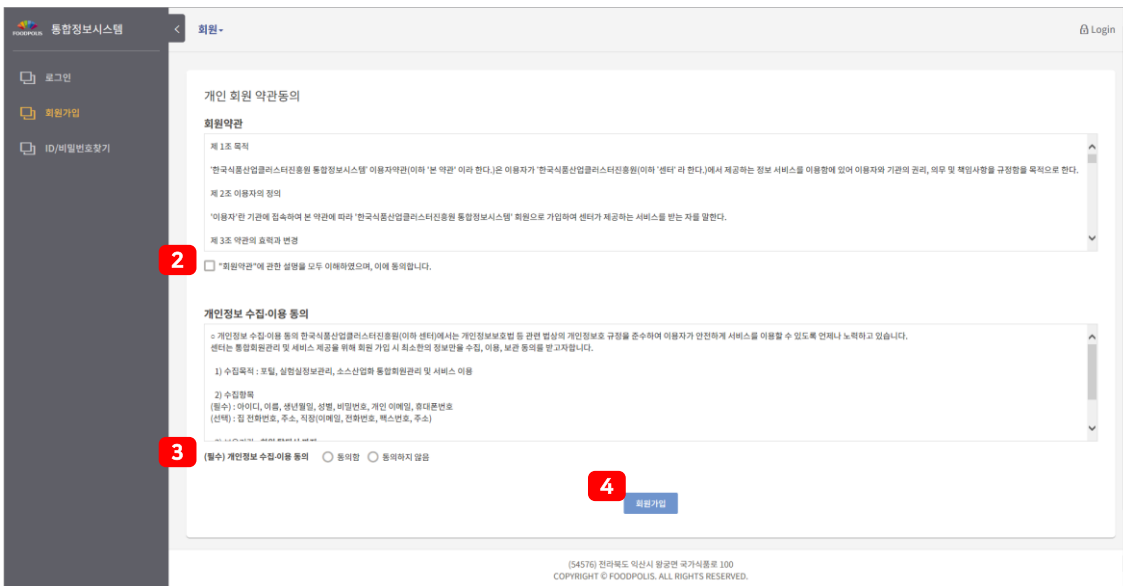 FOODPOLIS 통합정보시스템
회원
Login
로그인
회원가입
ID/비밀번호찾기
개인 회원 약관동의
회원약관
제 1조 목적
'한국식품산업클러스터진흥원 통합정보시스템' 이용자약관(이하 '본 약관' 이라 한다.)은 이용자가 '한국식품산업클러스터진흥원(이하 '센터' 라 한다.)에서 제공하는 정보 서비스를 이용함에 있어 이용자와 기관의 권리, 의무 및 책임사항을 규정함을 목적으로 한다.
제 2조 이용자의 정의
'이용자'란 기관에 접속하여 본 약관에 따라 '한국식품산업클러스터진흥원 통합정보시스템' 회원으로 가입하여 센터가 제공하는 서비스를 받는 자를 말한다.
제 3조 약관의 효력과 변경
2
"회원약관"에 관한 설명을 모두 이해하였으며, 이에 동의합니다.
개인정보 수집·이용 동의
○ 개인정보 수집·이용 동의 한국식품산업클러스터진흥원(이하 센터)에서는 개인정보보호법 등 관련 법상의 개인정보보호 규정을 준수하여 이용자가 안전하게 서비스를 이용할 수 있도록 언제나 노력하고 있습니다.
센터는 통합회원관리 및 서비스 제공을 위해 회원 가입 시 최소한의 정보만을 수집, 이용, 보관 동의를 받고자합니다.
1) 수집목적 : 포털, 실험실정보관리, 소스산업화 통합회원관리 및 서비스 이용
2) 수집항목
(필수) : 아이디, 이름, 생년월일, 성별, 비밀번호, 개인 이메일, 휴대폰번호
(선택) : 집 전화번호, 주소, 직장(이메일, 전화번호, 팩스번호, 주소)
3
(필수) 개인정보 수집·이용 동의 동의함 동의하지 않음
4
회원가입
(54576) 전라북도 익산시 왕궁면 국가식품로 100
COPYRIGHT © FOODPOLIS. ALL RIGHTS RESERVED.